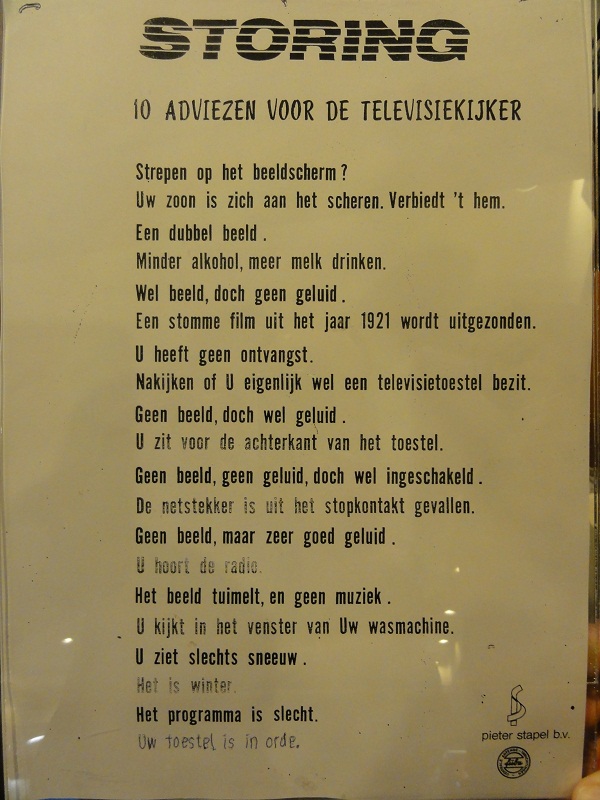 STORING
10 ADVIEZEN VOOR DE TELEVISIEKIJKER
Strepen op het beeldscherm?
Uw zoon is zich aan het scheren. Verbiedt 't hem.
Een dubbel beeld.
Minder alkohol, meer melk drinken.
Wel beeld, doch geen geluid.
Een stomme film uit het jaar 1921 wordt uitgezonden.
U heeft geen ontvangst.
Nakijken of U eigenlijk wel een televisietoestel bezit.
Geen beeld, doch wel geluid.
U zit voor de achterkant van het toestel.
Geen beeld, geen geluid, doch wel ingeschakeld.
De netstekker is uit het stopkontakt gevallen.
Geen beeld, maar zeer goed geluid.
U hoort de radio.
Het beeld tuimelt, en geen muziek.
U kijkt in het venster van Uw wasmachine.
U ziet slechts sneeuw.
Het is winter.
Het programma is slecht.
Uw toestel is in orde.
pieter stapel b.v.